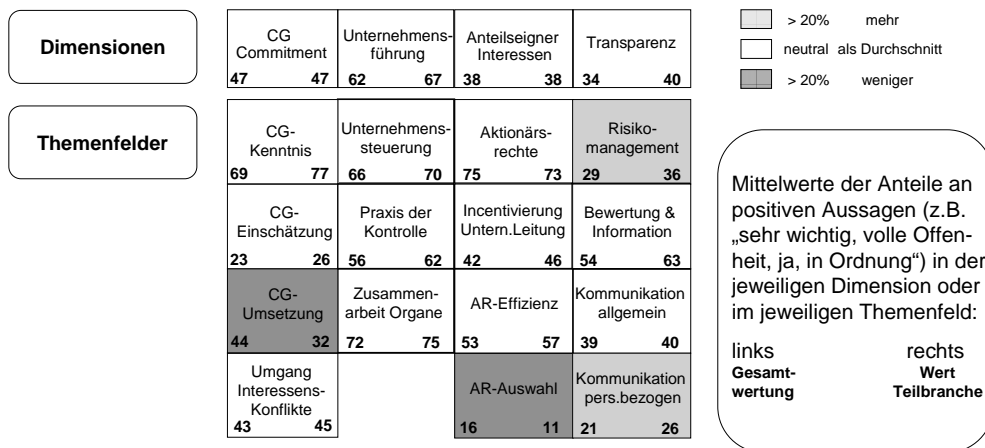 Dimensionen
CG
Commitment
47 47
Unternehmens-
führung
62 67
Anteilseigner
Interessen
38 38
Transparenz
34 40
> 20% mehr
neutral als Durchschnitt
> 20% weniger
Themenfelder
CG-
Kenntnis
69 77
Unternehmens-
steuerung
66 70
Aktionärs-
rechte
75 73
Risiko-
management
29 36
CG-
Einschätzung
23 26
Praxis der
Kontrolle
56 62
Incentivierung
Untern.Leitung
42 46
Bewertung &
Information
54 63
CG-
Umsetzung
44 32
Zusammen-
arbeit Organe
72 75
AR-Effizienz
53 57
Kommunikation
allgemein
39 40
Umgang
Interessens-
Konflikte
43 45
AR-Auswahl
16 11
Kommunikation
pers.bezogen
21 26
Mittelwerte der Anteile an
positiven Aussagen (z.B.
„sehr wichtig, volle Offen-
heit, ja, in Ordnung“) in der
jeweiligen Dimension oder
im jeweiligen Themenfeld:
links rechts
Gesamt- Wert
wertung Teilbranche